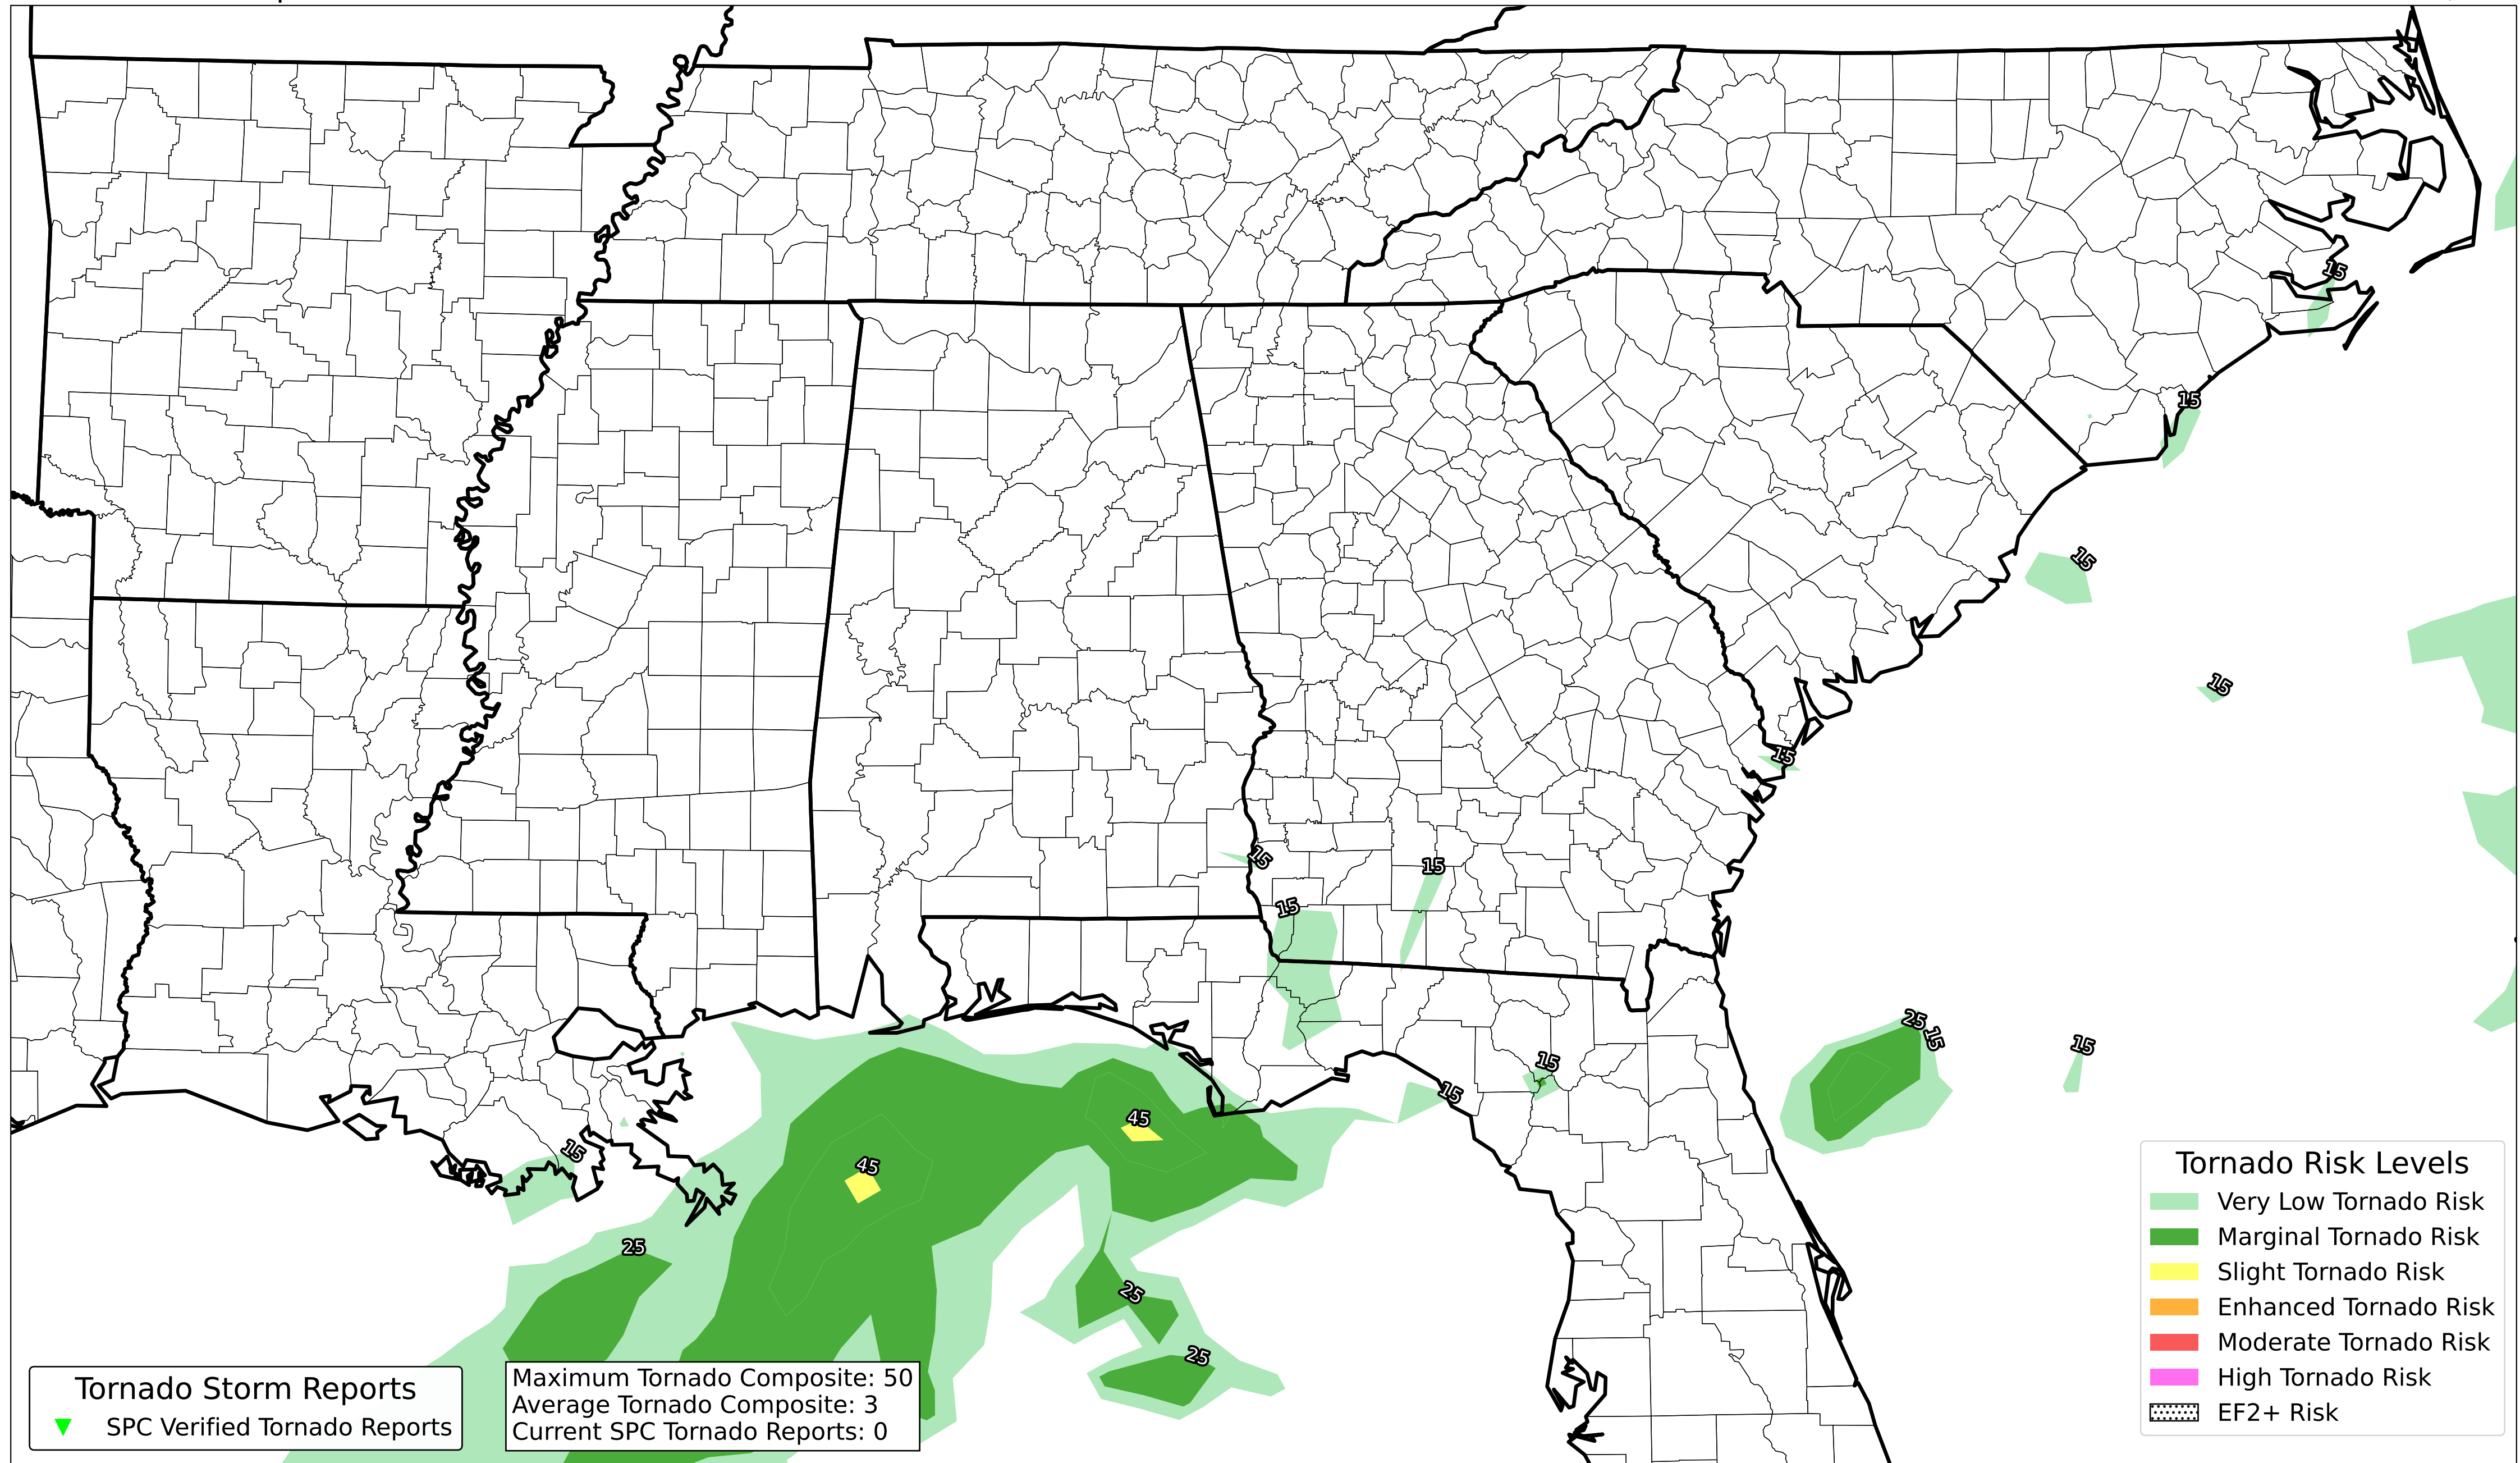 15
15
15
15
15
15
15
15
25
15
15
15
15
45
45
15
25
25
25
Tornado Risk Levels
Very Low Tornado Risk
Marginal Tornado Risk
Slight Tornado Risk
Enhanced Tornado Risk
Moderate Tornado Risk
High Tornado Risk
EF2+ Risk
Tornado Storm Reports
SPC Verified Tornado Reports
Maximum Tornado Composite: 50
Average Tornado Composite: 3
Current SPC Tornado Reports: 0